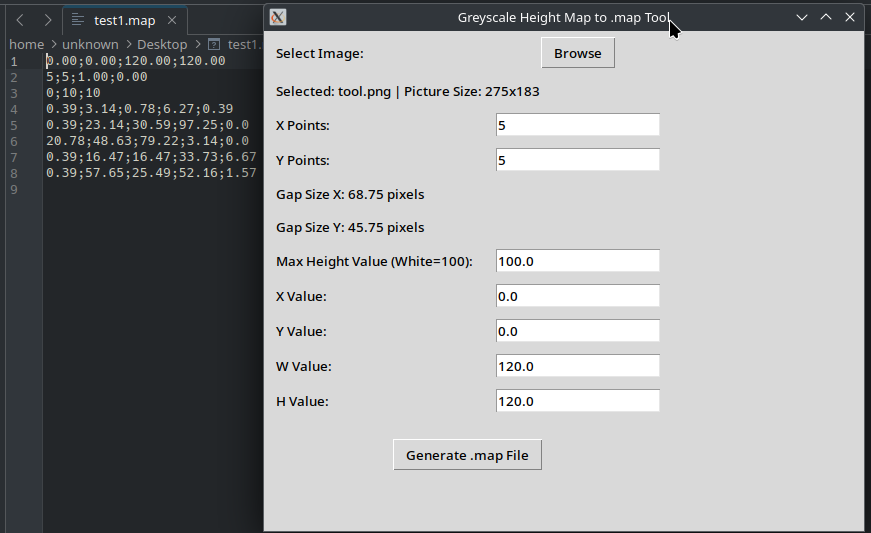 test1.map
home > unknown > Desktop > test1.
1 0.00;0.00;120.00;120.00
2 5;5;1.00;0.00
3 0;10;10
4 0.39;3.14;0.78;6.27;0.39
5 0.39;23.14;30.59;97.25;0.0
6 20.78;48.63;79.22;3.14;0.0
7 0.39;16.47;16.47;33.73;6.67
8 0.39;57.65;25.49;52.16;1.57
9
Greyscale Height Map to .map Tool
Select Image: Browse
Selected: tool.png | Picture Size: 275x183
X Points: 5
Y Points: 5
Gap Size X: 68.75 pixels
Gap Size Y: 45.75 pixels
Max Height Value (White=100): 100.0
X Value: 0.0
Y Value: 0.0
W Value: 120.0
H Value: 120.0
Generate .map File